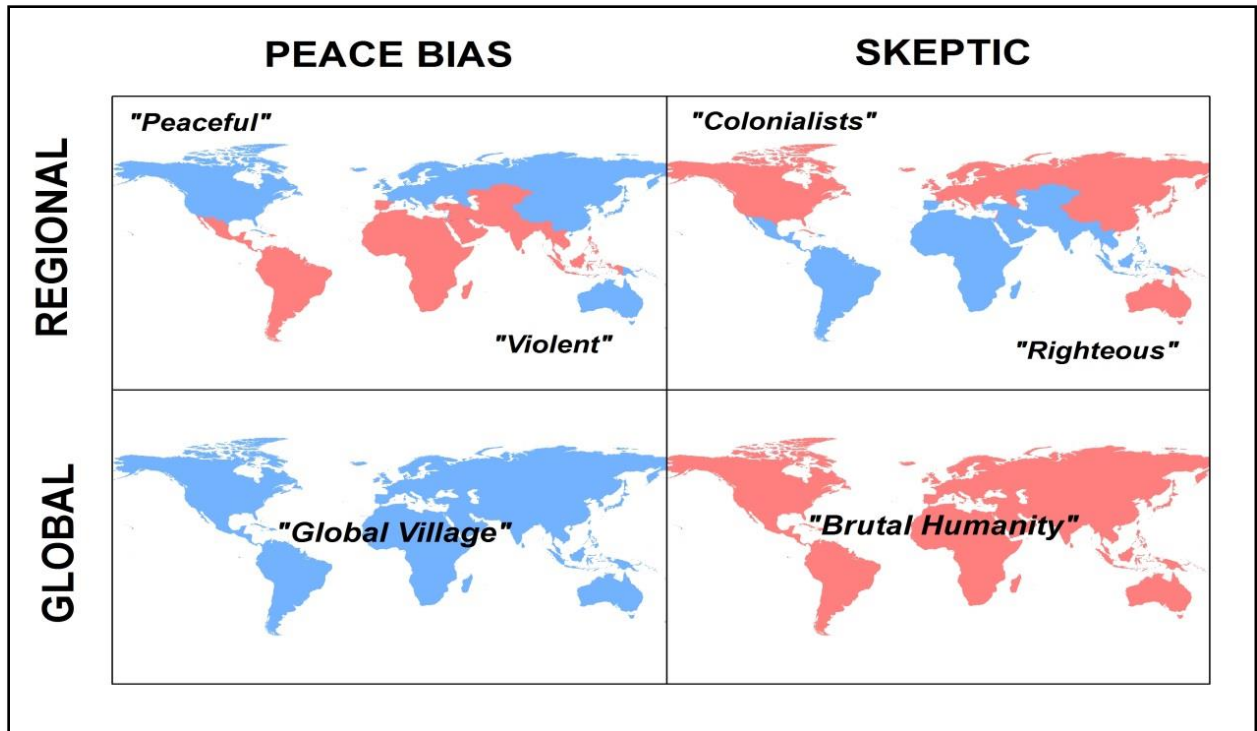 PEACE BIAS
SKEPTIC
REGIONAL
"Peaceful"
"Violent"
"Colonialists"
"Righteous"
GLOBAL
"Global Village"
"Brutal Humanity"